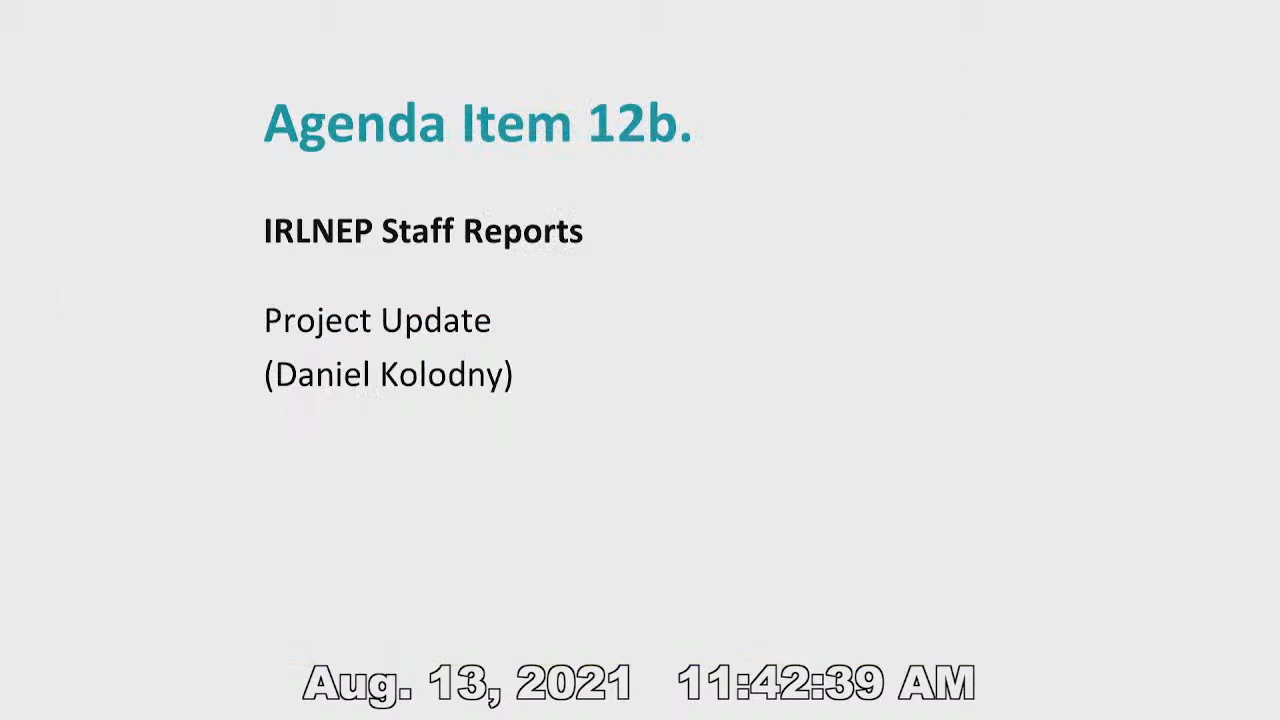 Agenda Item 12b.
IRLNEP Staff Reports
Project Update
(Daniel Kolodny)
Aug. 13, 2021 11:42:39 AM